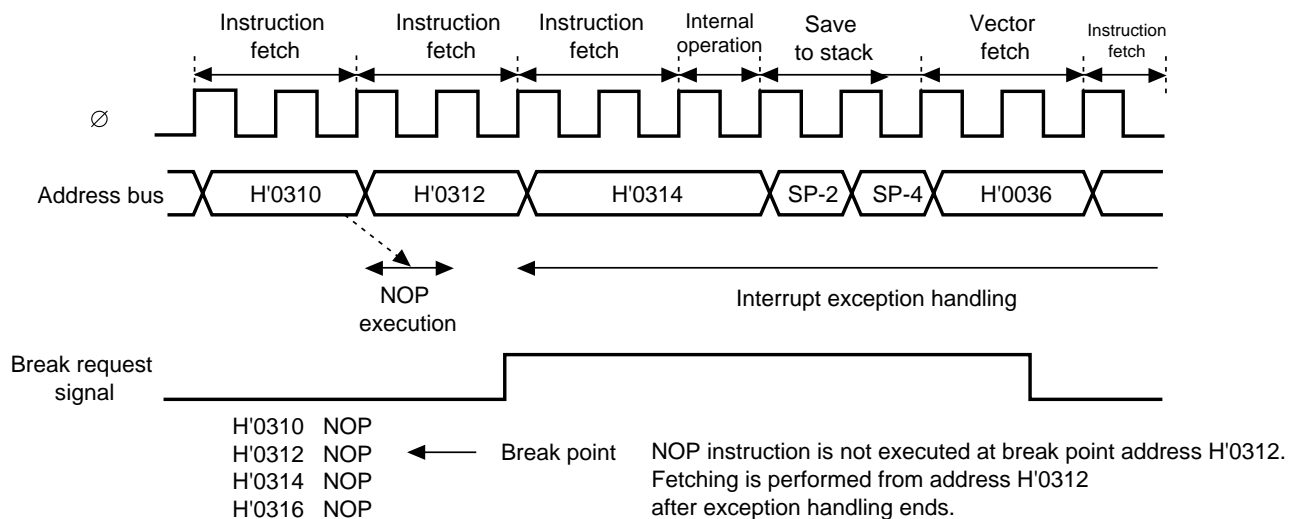 Instruction fetch
Instruction fetch
Instruction fetch
Internal operation
Save to stack
Vector fetch
Instruction fetch
∅
Address bus
H'0310
H'0312
H'0314
SP-2
SP-4
H'0036
NOP execution
Interrupt exception handling
Break request signal
H'0310 NOP
H'0312 NOP
H'0314 NOP
H'0316 NOP
Break point
NOP instruction is not executed at break point address H'0312.
Fetching is performed from address H'0312
after exception handling ends.